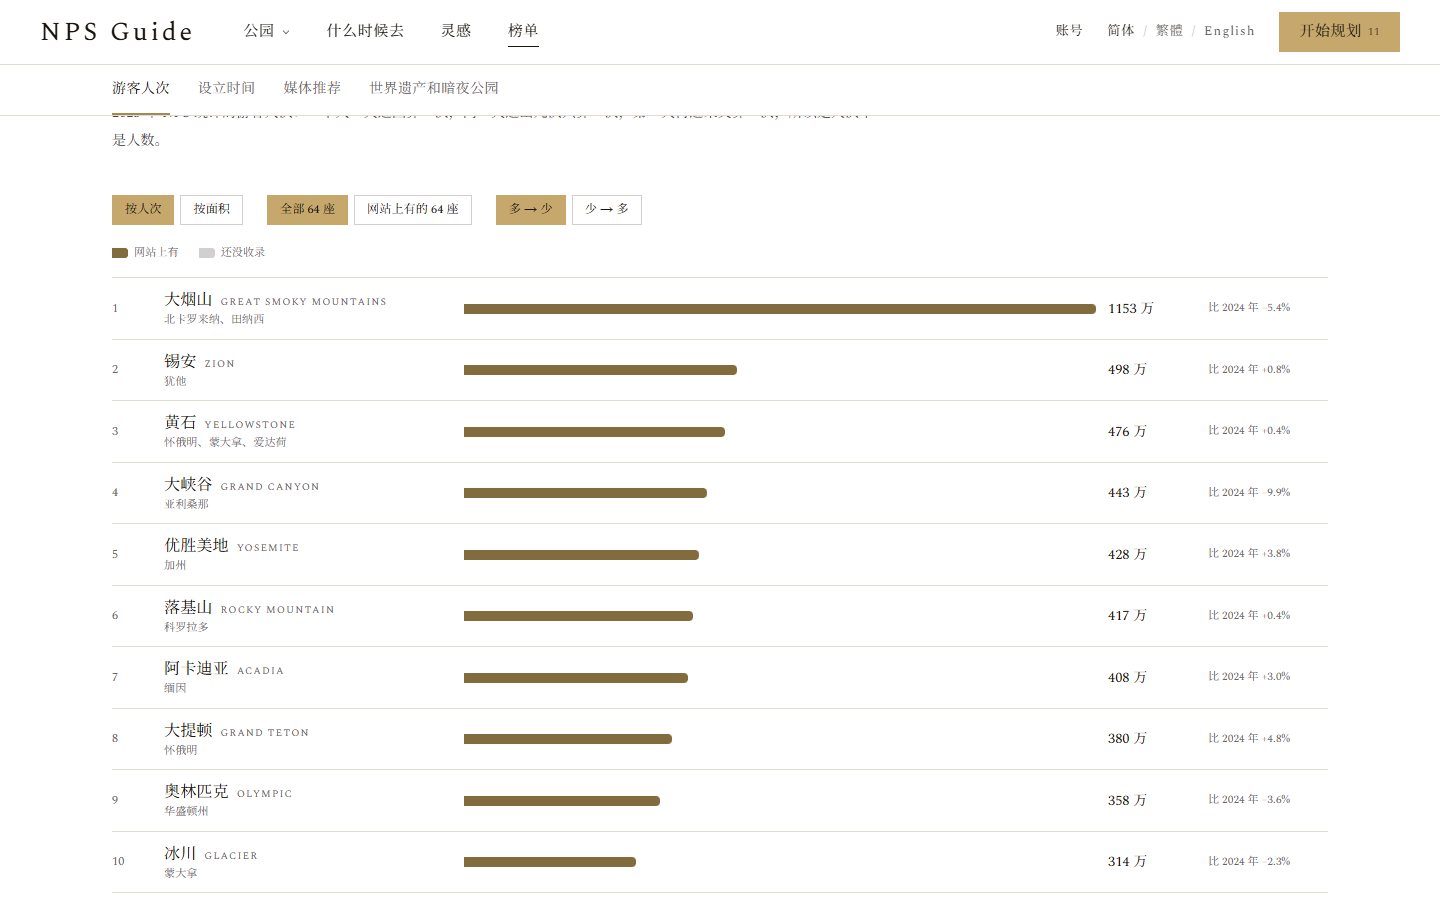 NPS Guide 公园 什么时候去 灵感 榜单 账号 简体 / 繁體 / English 开始规划 11
游客人次 设立时间 媒体推荐 世界遗产和暗夜公园
是人数。
按人次 按面积 全部 64 座 网站上有的 64 座 多 → 少 少 → 多
网站上有 还没收录
1 大烟山 GREAT SMOKY MOUNTAINS 1153 万 比 2024 年 -5.4%
北卡罗来纳、田纳西
2 锡安 ZION 498 万 比 2024 年 +0.8%
犹他
3 黄石 YELLOWSTONE 476 万 比 2024 年 +0.4%
怀俄明、蒙大拿、爱达荷
4 大峡谷 GRAND CANYON 443 万 比 2024 年 -9.9%
亚利桑那
5 优胜美地 YOSEMITE 428 万 比 2024 年 +3.8%
加州
6 落基山 ROCKY MOUNTAIN 417 万 比 2024 年 +0.4%
科罗拉多
7 阿卡迪亚 ACADIA 408 万 比 2024 年 +3.0%
缅因
8 大提顿 GRAND TETON 380 万 比 2024 年 +4.8%
怀俄明
9 奥林匹克 OLYMPIC 358 万 比 2024 年 -3.6%
华盛顿州
10 冰川 GLACIER 314 万 比 2024 年 -2.3%
蒙大拿